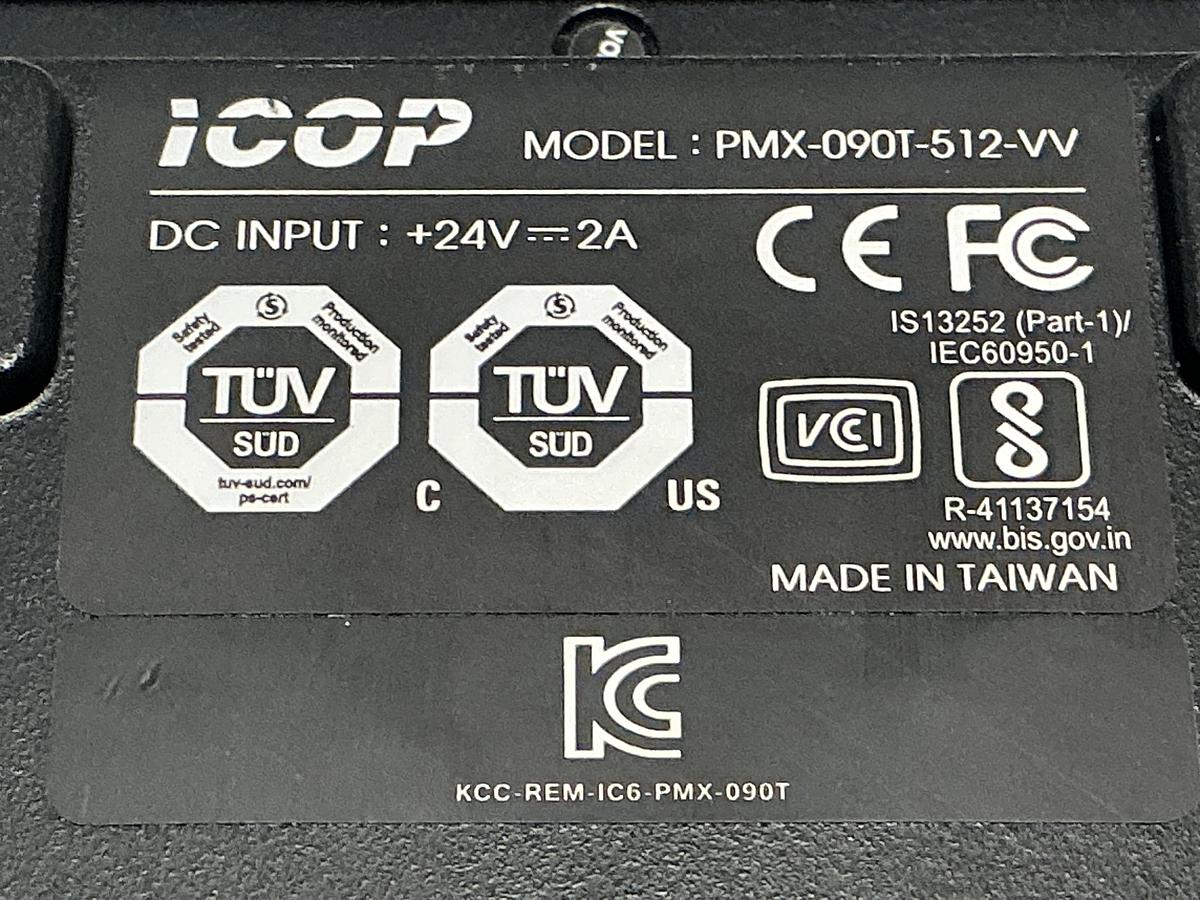 VO
iCOP
MODEL : PMX-090T-512-VV
DC INPUT : +24V⎓2A
CE FC
IS13252 (Part-1)/
IEC60950-1
Safety tested
S
Production monitored
TÜV
SÜD
tuv-sud.com/
ps-cert
Safety tested
S
Production monitored
TÜV
SÜD
C
US
VCCI
R-41137154
www.bis.gov.in
MADE IN TAIWAN
KC
KCC-REM-IC6-PMX-090T